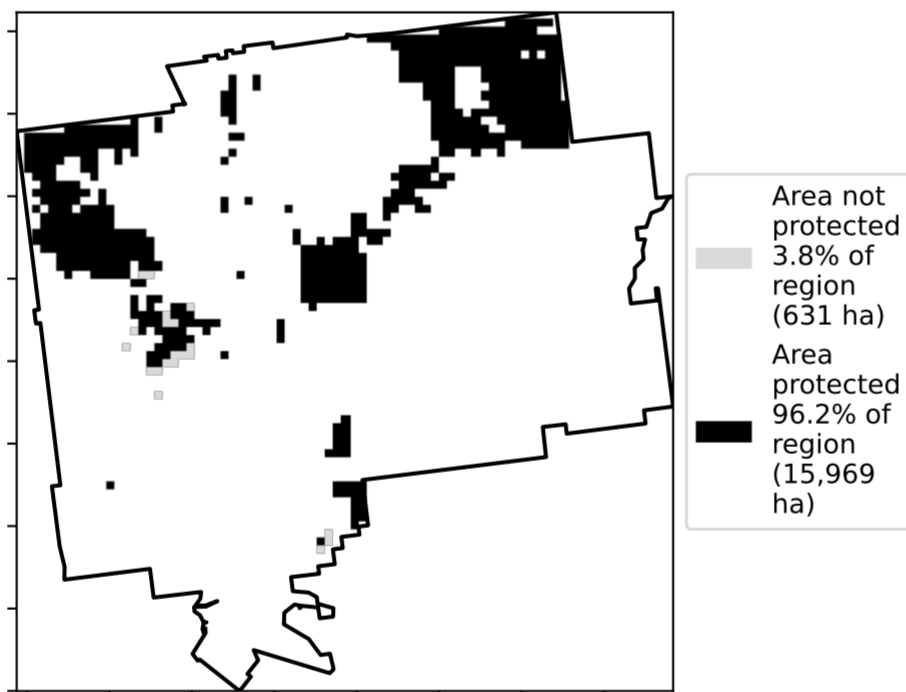 Area not
protected
3.8% of
region
(631 ha)
Area
protected
96.2% of
region
(15,969
ha)